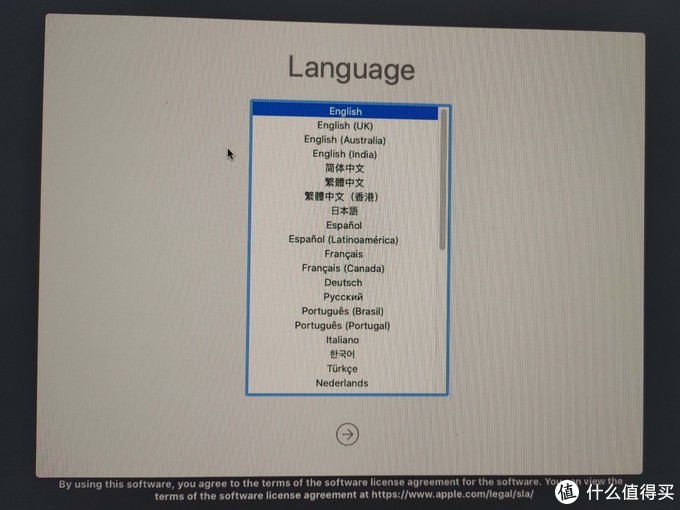 Language
English
English (UK)
English (Australia)
English (India)
简体中文
繁體中文
繁體中文（香港）
日本語
Español
Español (Latinoamérica)
Français
Français (Canada)
Deutsch
Русский
Português (Brasil)
Português (Portugal)
Italiano
한국어
Türkçe
Nederlands
By using this software, you agree to the terms of the software license agreement for the software. You can view the
terms of the software license agreement at https://www.apple.com/legal/sla/
值 什么值得买